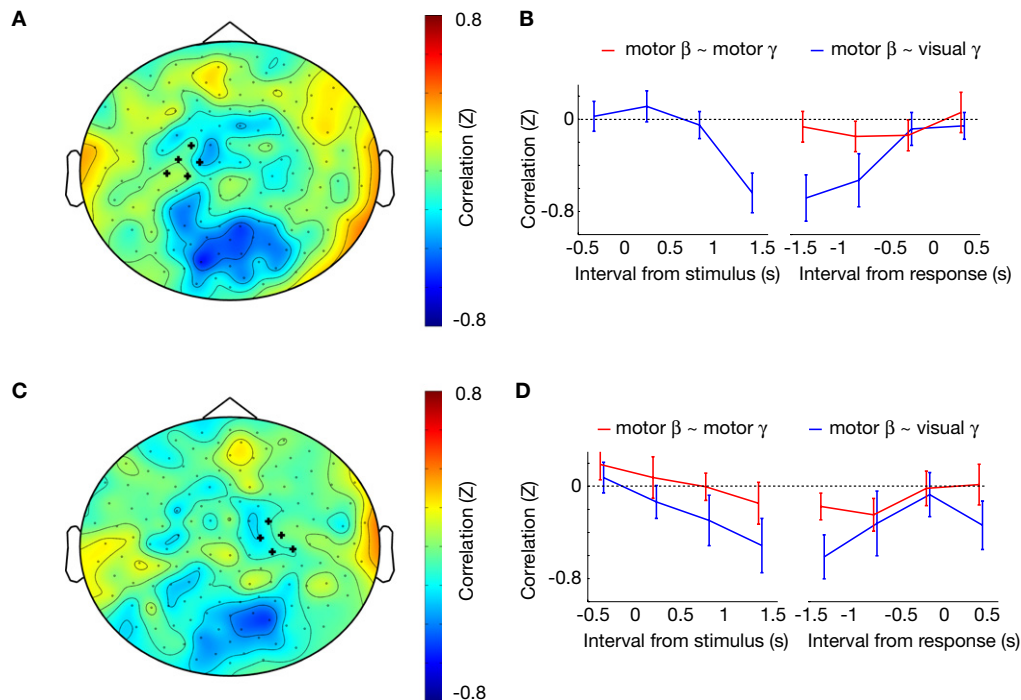 A
0.8
Correlation (Z)
-0.8
B
motor β ~ motor γ
motor β ~ visual γ
Correlation (Z)
0
-0.8
-0.5 0 0.5 1 1.5
Interval from stimulus (s)
-1.5 -1 -0.5 0 0.5
Interval from response (s)
C
0.8
Correlation (Z)
-0.8
D
motor β ~ motor γ
motor β ~ visual γ
Correlation (Z)
0
-0.8
-0.5 0 0.5 1 1.5
Interval from stimulus (s)
-1.5 -1 -0.5 0 0.5
Interval from response (s)